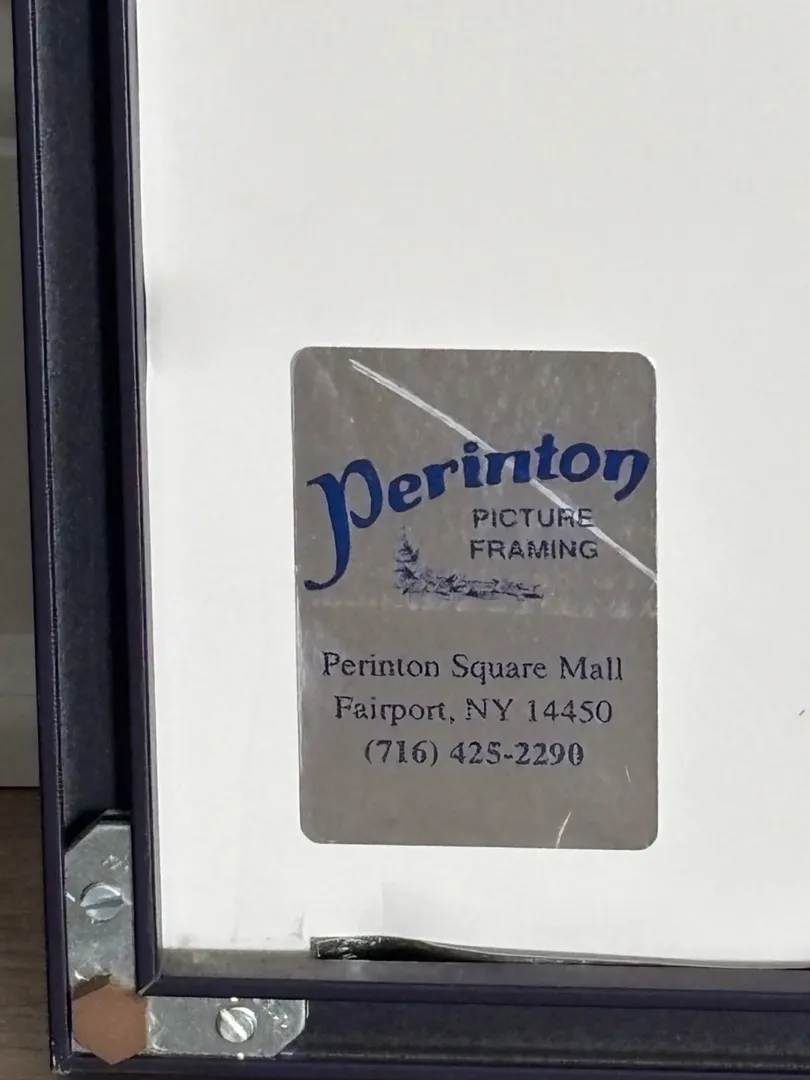 Perinton
PICTURE
FRAMING
Perinton Square Mall
Fairport, NY 14450
(716) 425-2290